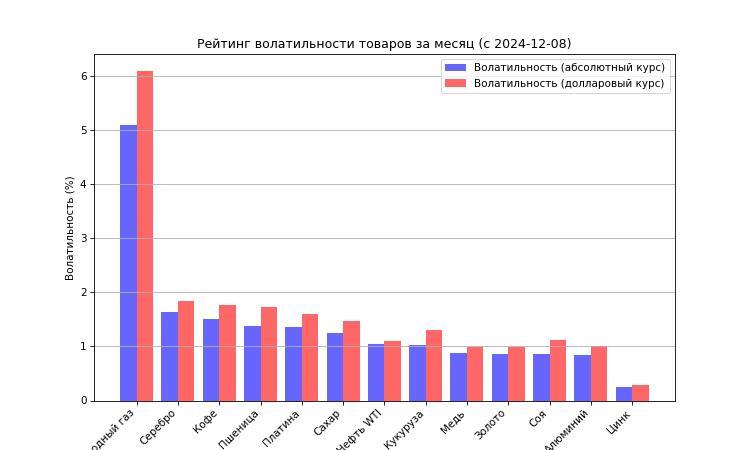 Рейтинг волатильности товаров за месяц (с 2024-12-08)
Волатильность (абсолютный курс)
Волатильность (долларовый курс)
Волатильность (%)
6
5
4
3
2
1
0
одный газ
Серебро
Кофе
Пшеница
Платина
Сахар
Нефть WTI
Кукуруза
Медь
Золото
Соя
Алюминий
Цинк